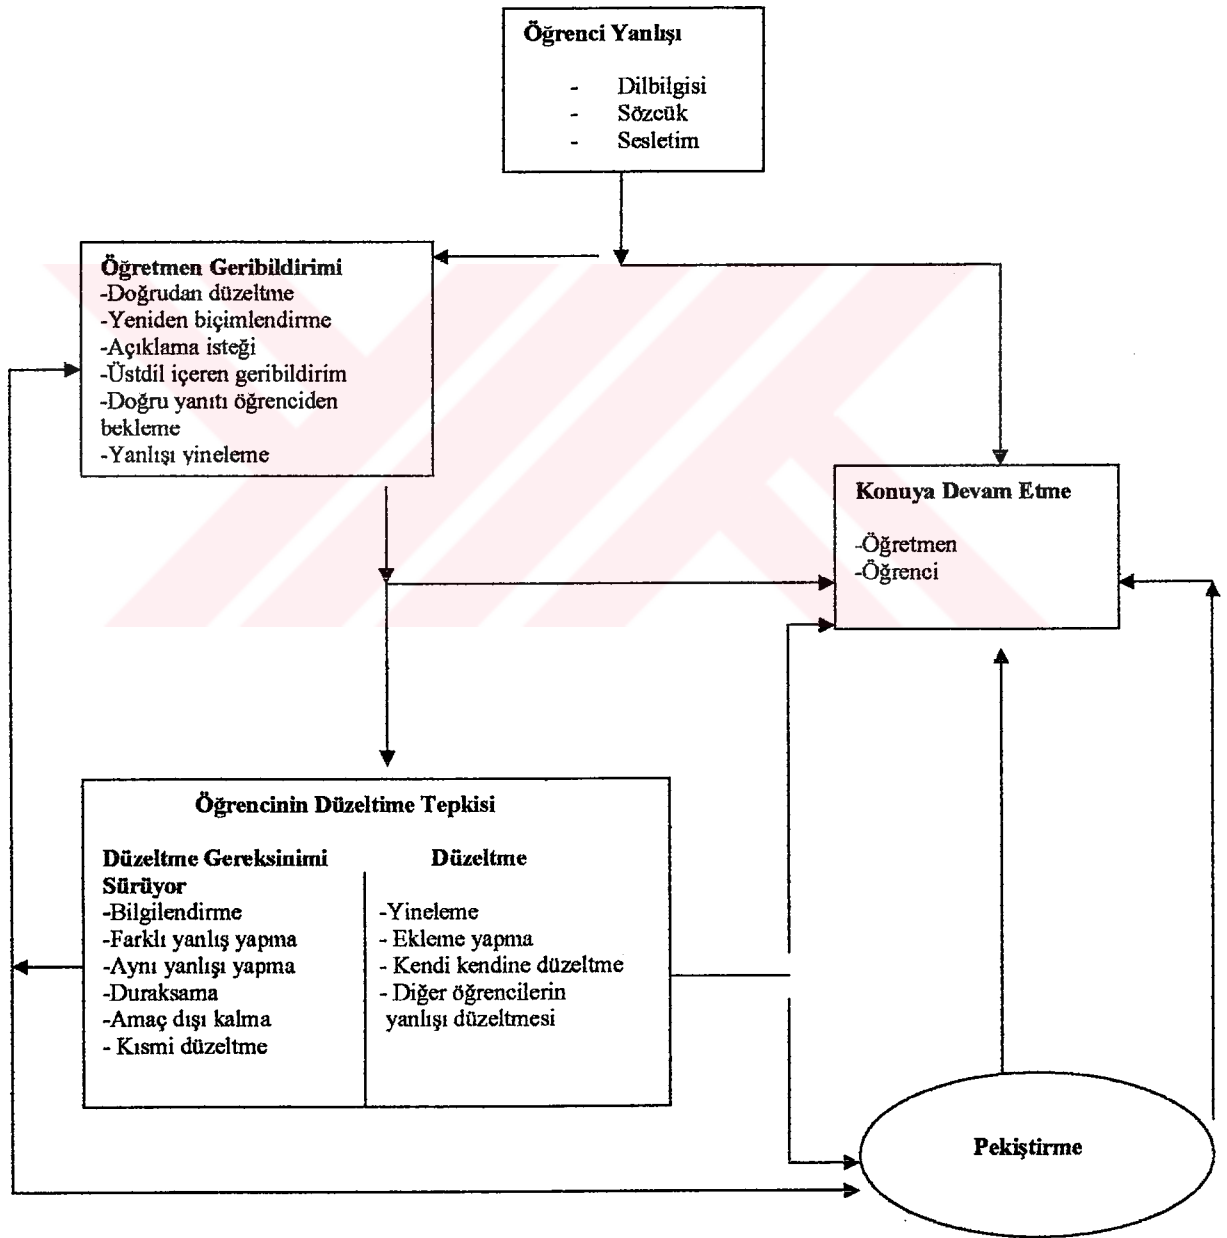 Öğrenci Yanlışı
- Dilbilgisi
- Sözcük
- Sesletim
Öğretmen Geribildirimi
-Doğrudan düzeltme
-Yeniden biçimlendirme
-Açıklama isteği
-Üstdil içeren geribildirim
-Doğru yanıtı öğrenciden
bekleme
-Yanlışı yineleme
Konuya Devam Etme
-Öğretmen
-Öğrenci
Öğrencinin Düzeltime Tepkisi
Düzeltme Gereksinimi
Sürüyor
-Bilgilendirme
-Farklı yanlış yapma
-Aynı yanlışı yapma
-Duraksama
-Amaç dışı kalma
- Kısmi düzeltme
Düzeltme
-Yineleme
- Ekleme yapma
- Kendi kendine düzeltme
- Diğer öğrencilerin
yanlışı düzeltmesi
Pekiştirme